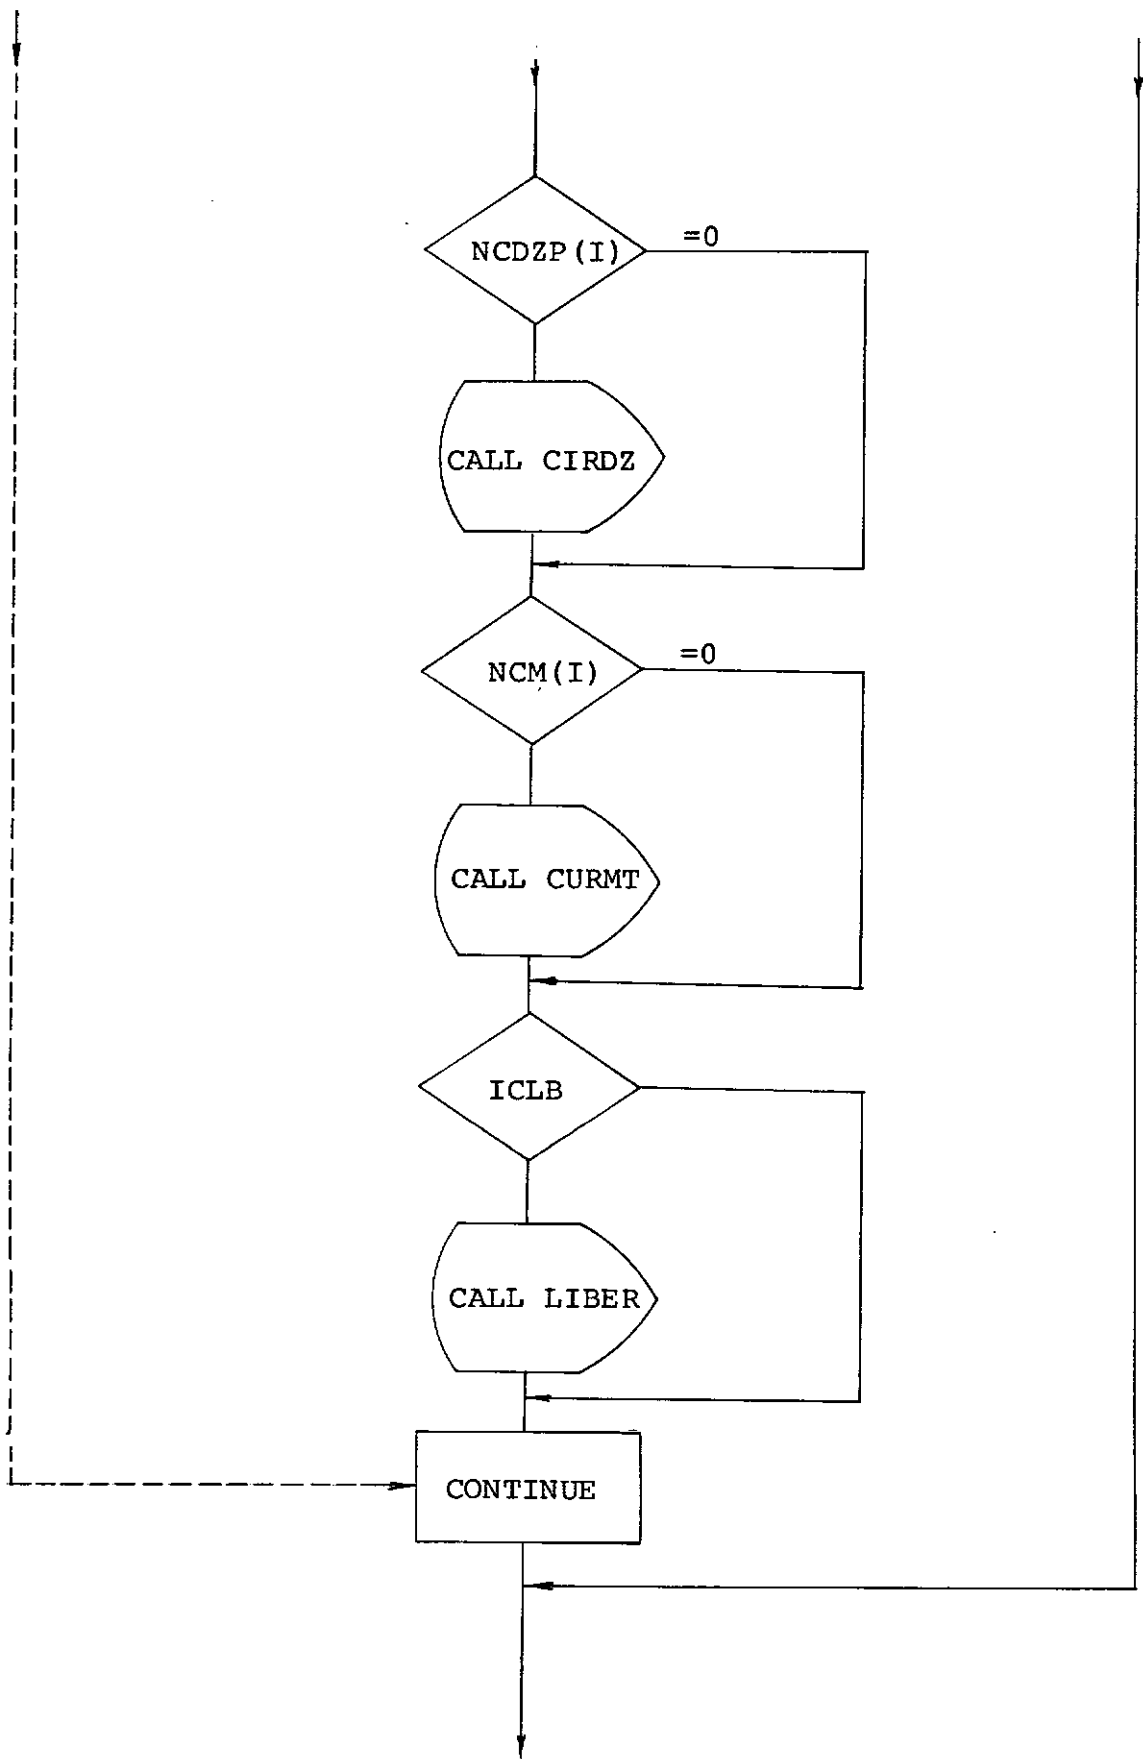 NCDZP(I)
=0
CALL CIRDZ
NCM(I)
=0
CALL CURMT
ICLB
CALL LIBER
CONTINUE